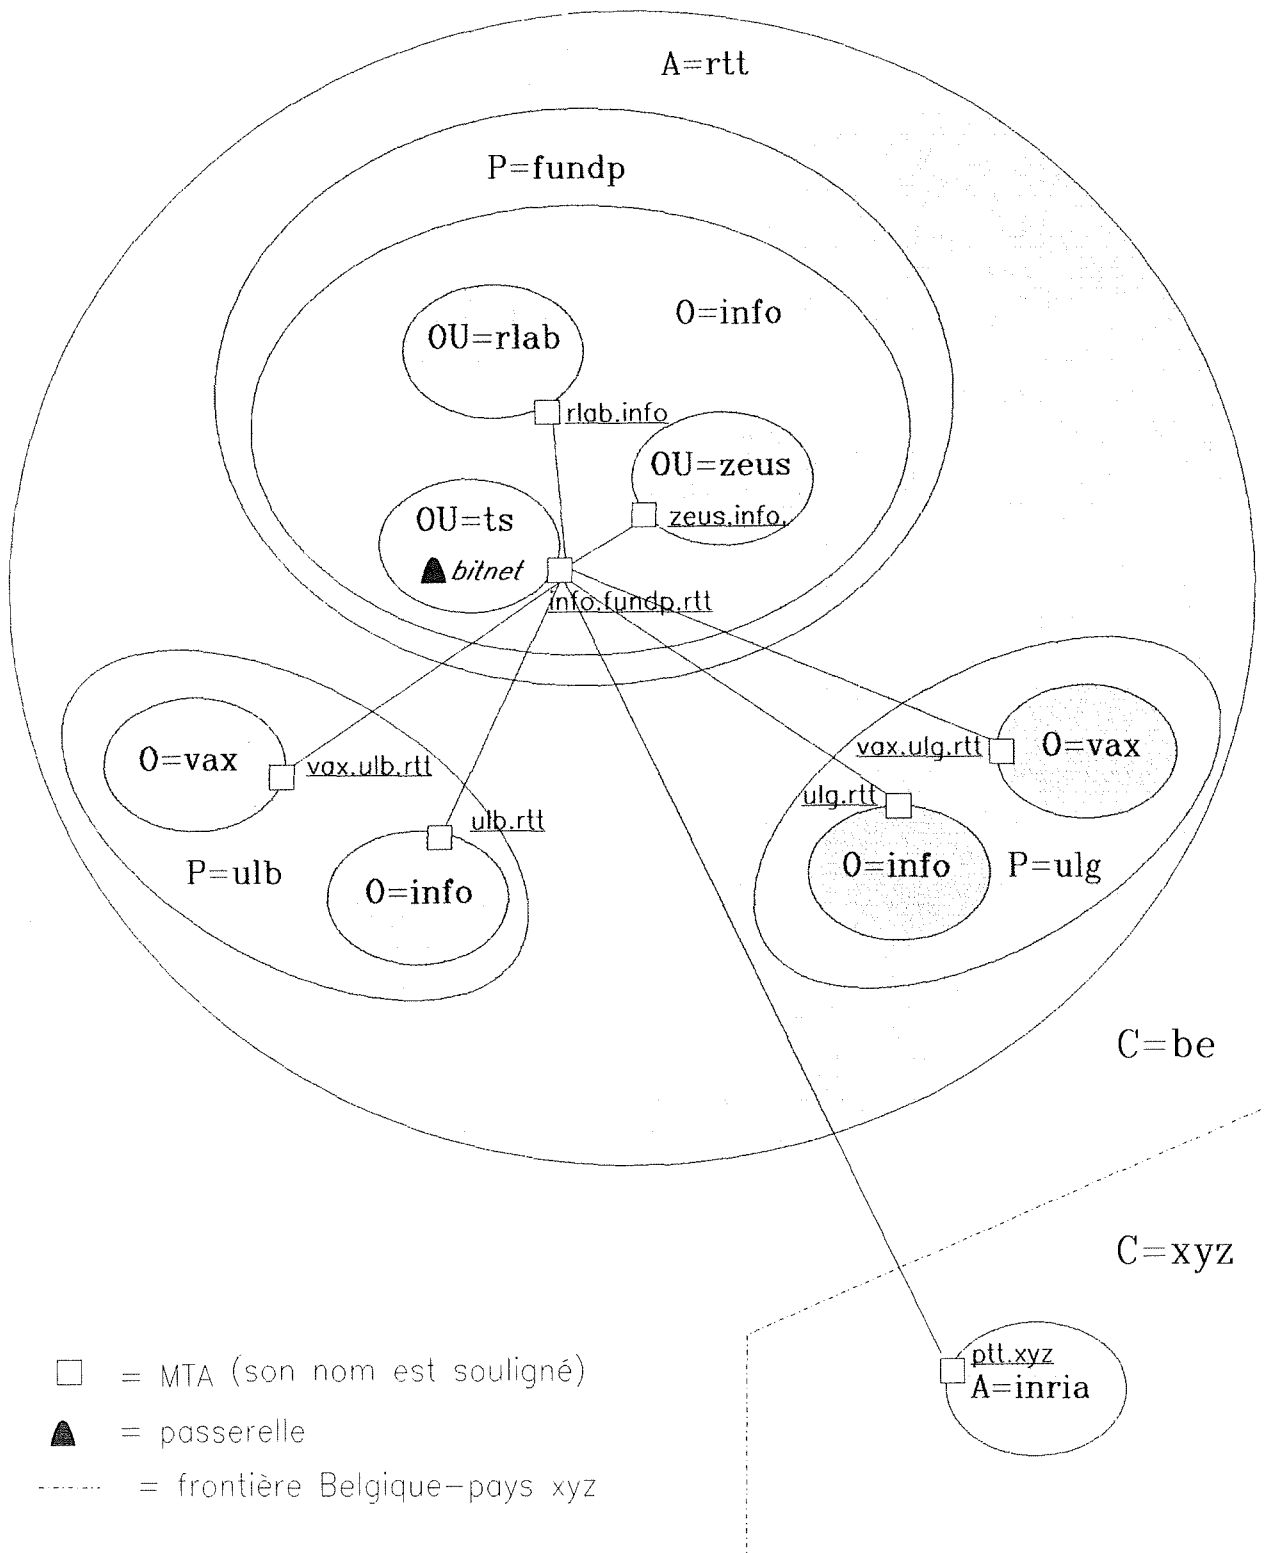 A=rtt
P=fundp
O=info
OU=rlab
rlab.info
OU=zeus
zeus.info.
OU=ts
bitnet
info.fundp.rtt
O=vax
vax.ulb.rtt
ulb.rtt
P=ulb
O=info
vax.ulg.rtt
O=vax
ulg.rtt
O=info
P=ulg
C=be
C=xyz
ptt.xyz
A=inria
= MTA (son nom est souligné)
= passerelle
= frontière Belgique-pays xyz